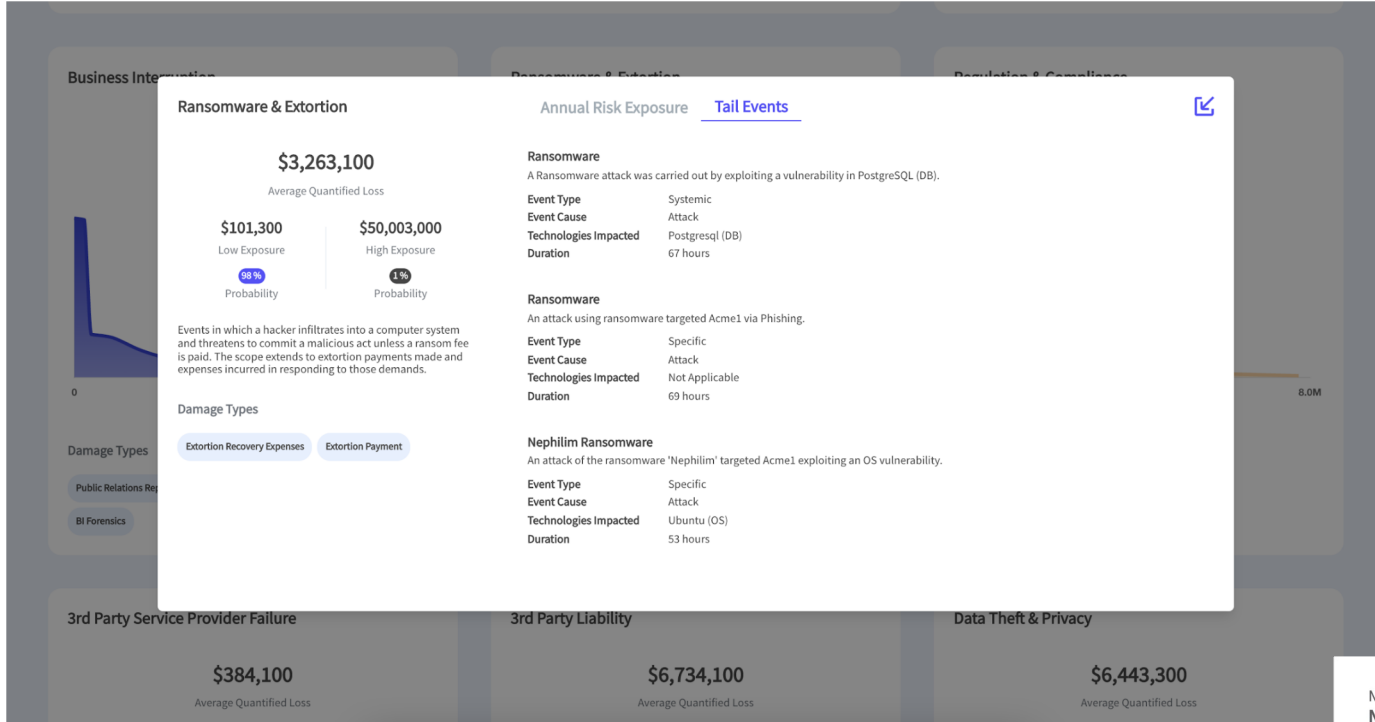 Business Interruption
Ransomware & Extortion
Regulation & Compliance
Ransomware & Extortion
Annual Risk Exposure
Tail Events
$3,263,100
Average Quantified Loss
$101,300
Low Exposure
98 %
Probability
$50,003,000
High Exposure
1 %
Probability
Events in which a hacker infiltrates into a computer system
and threatens to commit a malicious act unless a ransom fee
is paid. The scope extends to extortion payments made and
expenses incurred in responding to those demands.
Damage Types
Extortion Recovery Expenses
Extortion Payment
Ransomware
A Ransomware attack was carried out by exploiting a vulnerability in PostgreSQL (DB).
Event Type Systemic
Event Cause Attack
Technologies Impacted Postgresql (DB)
Duration 67 hours
Ransomware
An attack using ransomware targeted Acme1 via Phishing.
Event Type Specific
Event Cause Attack
Technologies Impacted Not Applicable
Duration 69 hours
Nephilim Ransomware
An attack of the ransomware 'Nephilim' targeted Acme1 exploiting an OS vulnerability.
Event Type Specific
Event Cause Attack
Technologies Impacted Ubuntu (OS)
Duration 53 hours
0
8.0M
Damage Types
Public Relations
BI Forensics
3rd Party Service Provider Failure
$384,100
Average Quantified Loss
3rd Party Liability
$6,734,100
Average Quantified Loss
Data Theft & Privacy
$6,443,300
Average Quantified Loss